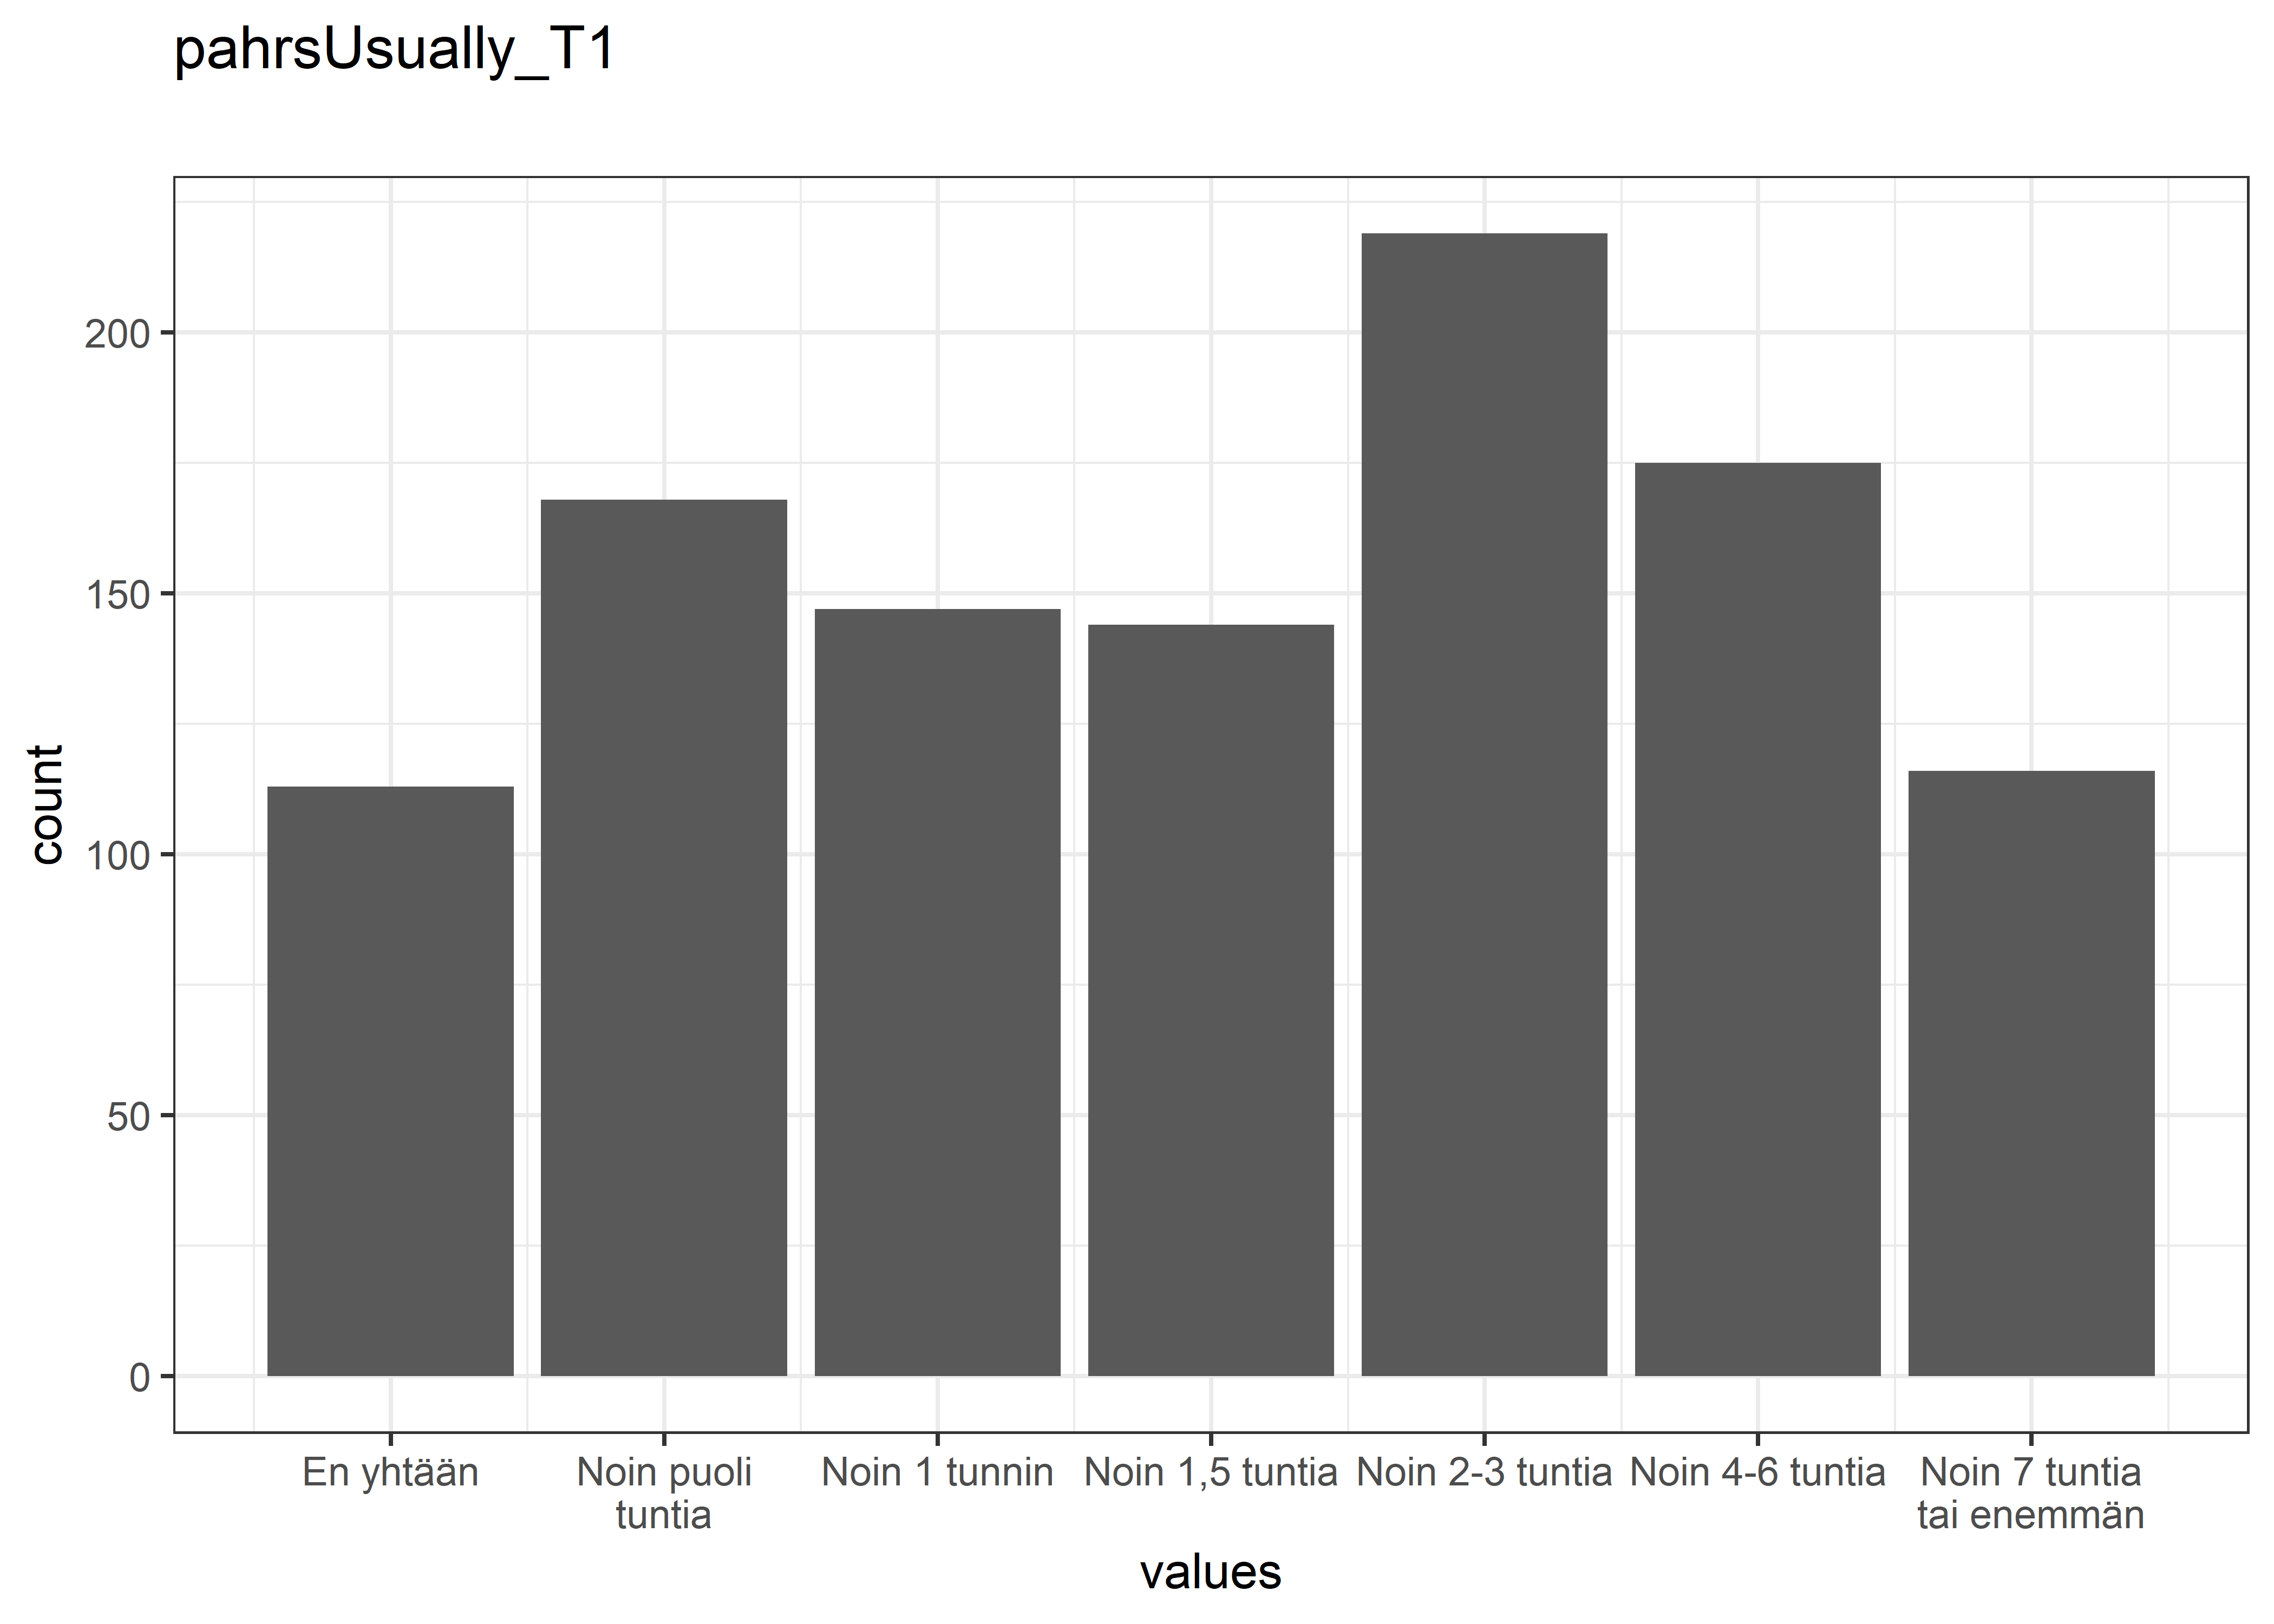 pahrsUsually_T1
count
200
150
100
50
0
En yhtään
Noin puoli
tuntia
Noin 1 tunnin
Noin 1,5 tuntia
Noin 2-3 tuntia
Noin 4-6 tuntia
Noin 7 tuntia
tai enemmän
values